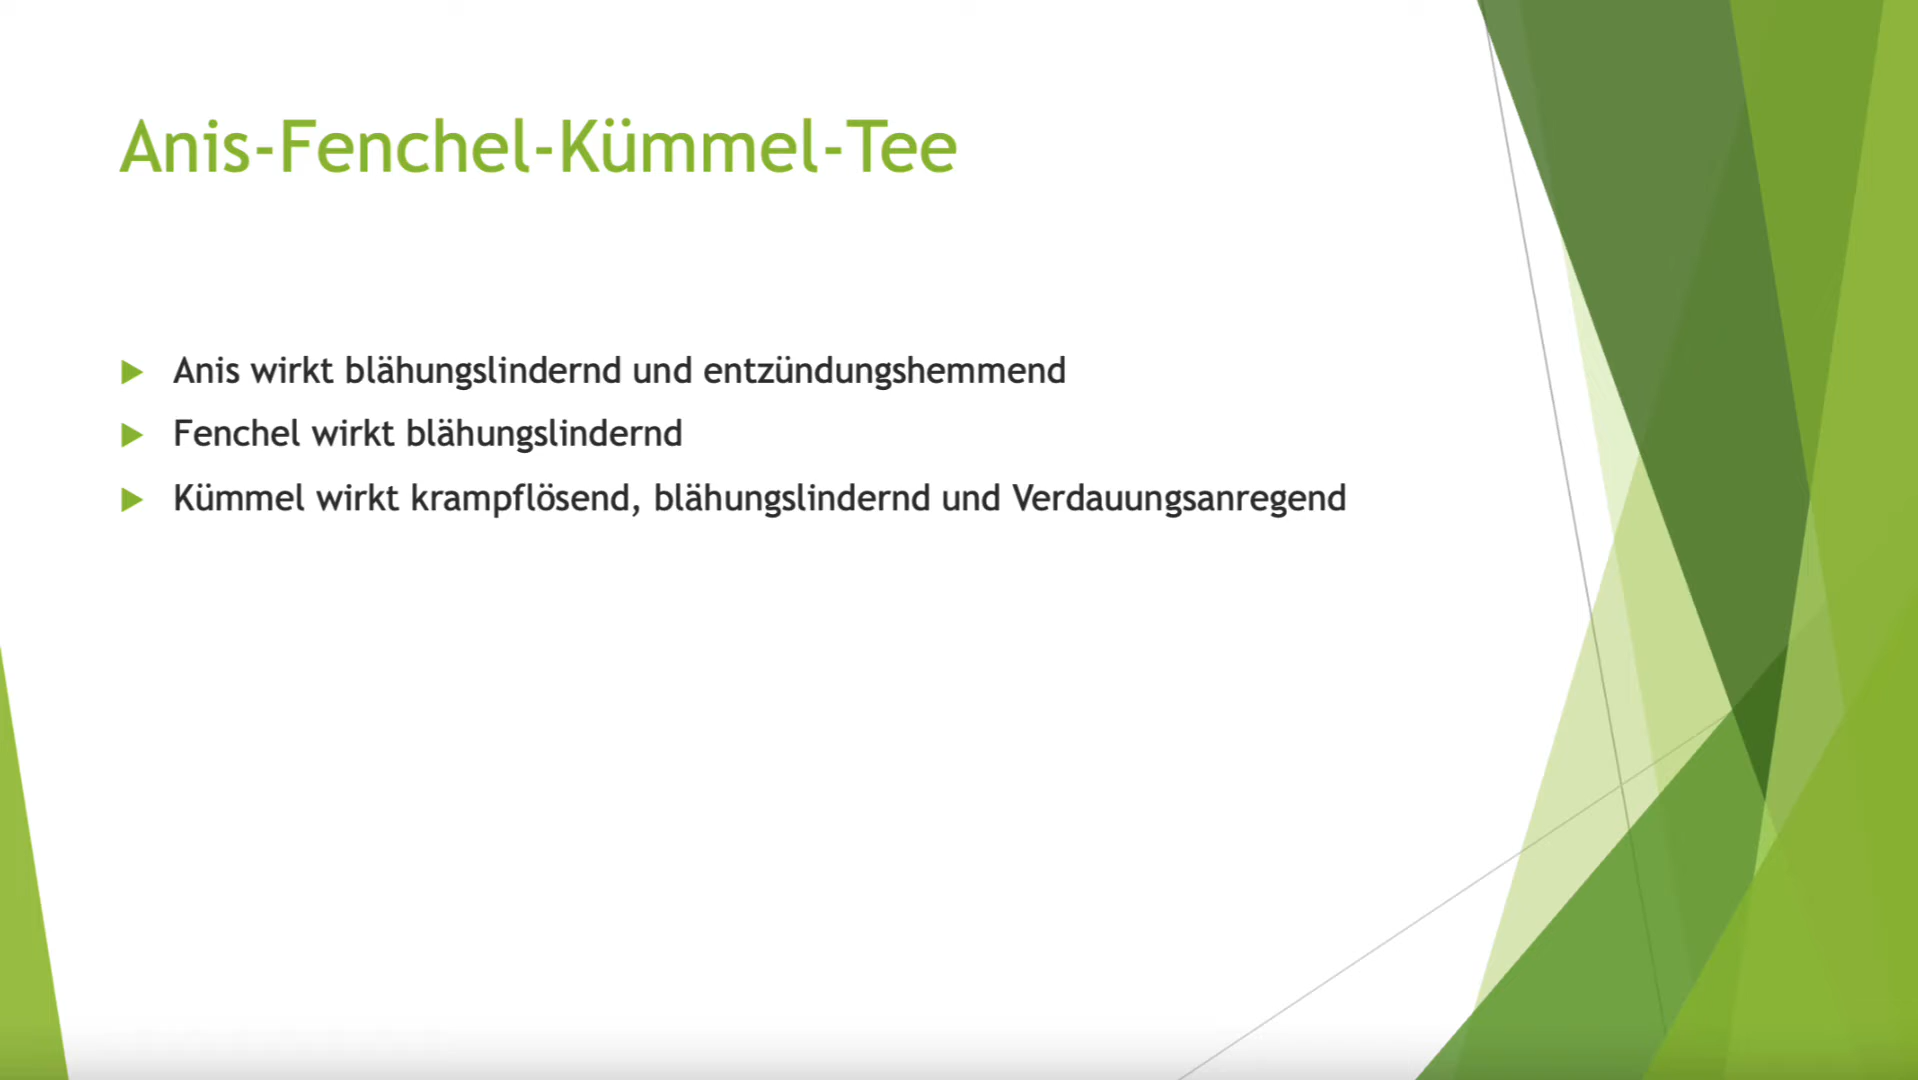 Anis-Fenchel-Kümmel-Tee
Anis wirkt blähungslindernd und entzündungshemmend
Fenchel wirkt blähungslindernd
Kümmel wirkt krampflösend, blähungslindernd und Verdauungsanregend